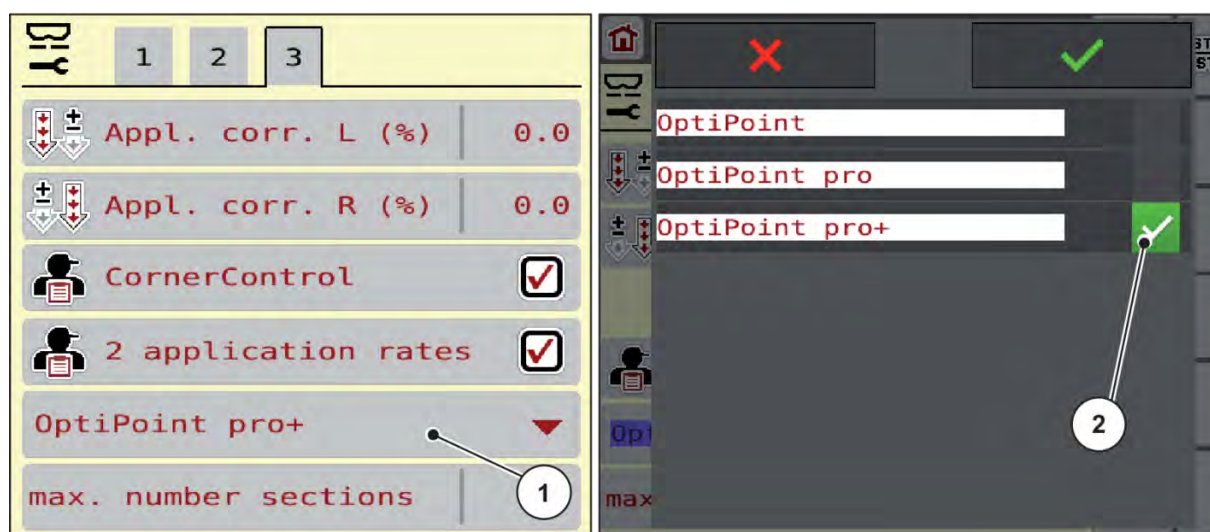 1 2 3
Appl. corr. L (%) 0.0
Appl. corr. R (%) 0.0
CornerControl
2 application rates
OptiPoint pro+
max. number sections
1
OptiPoint
OptiPoint pro
OptiPoint pro+
2
Opt
max